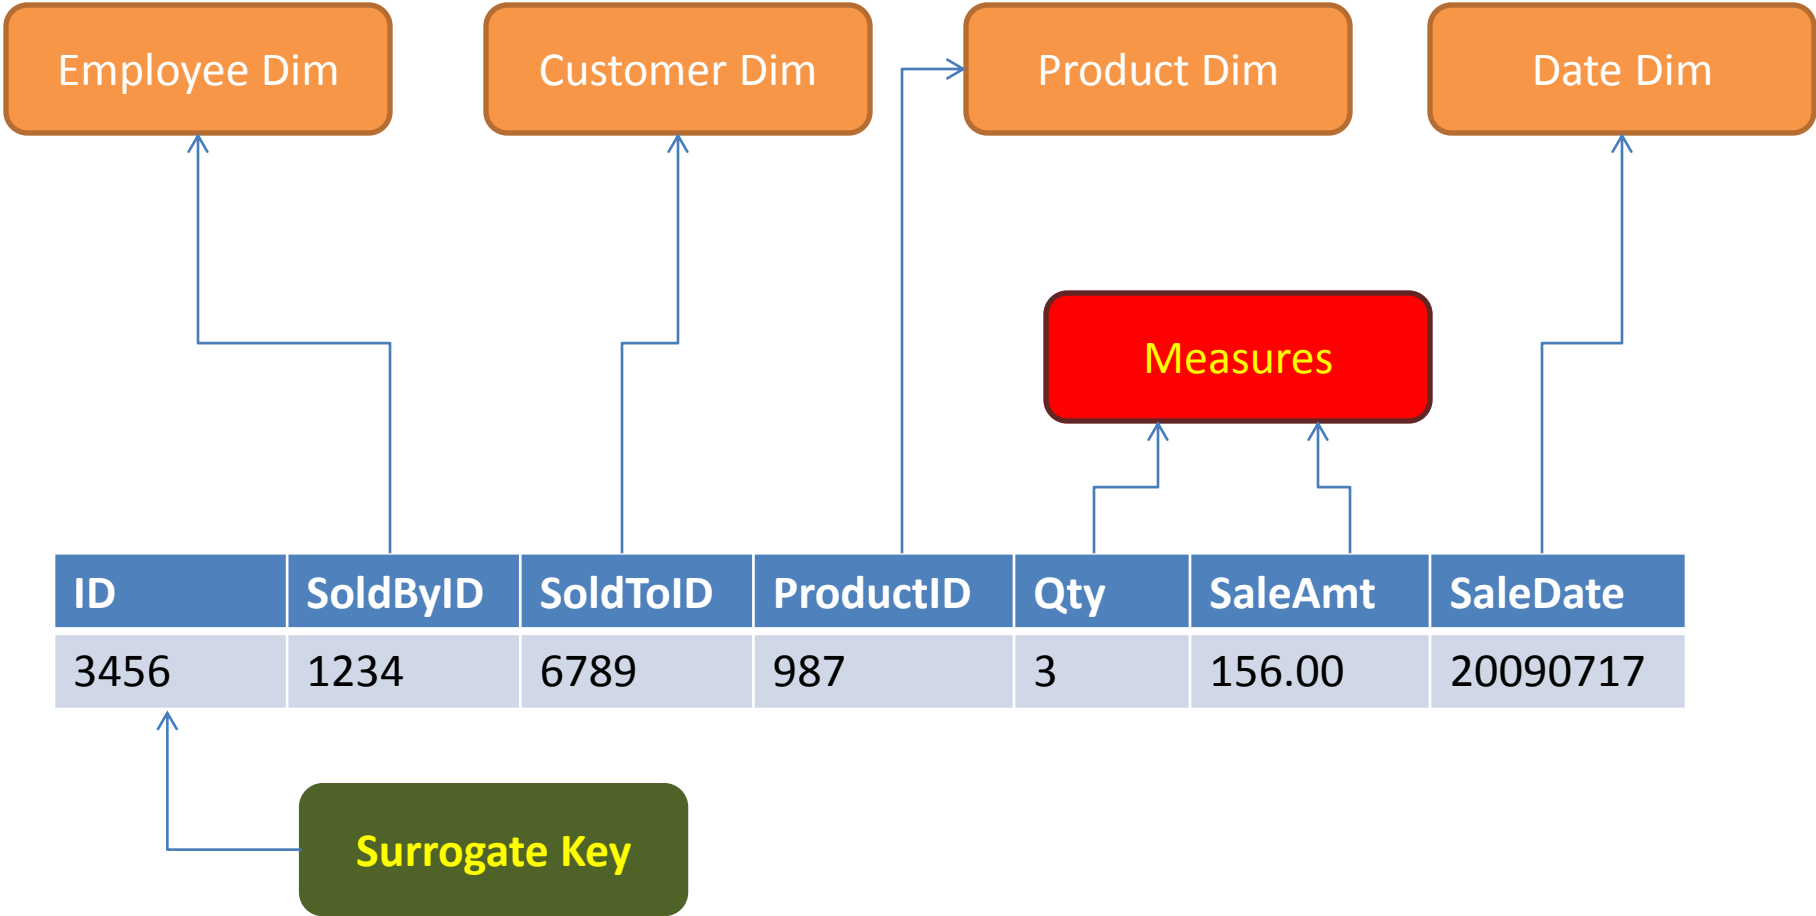 Employee Dim Customer Dim Product Dim Date Dim
Measures
ID SoldByID SoldToID ProductID Qty SaleAmt SaleDate
3456 1234 6789 987 3 156.00 20090717
Surrogate Key